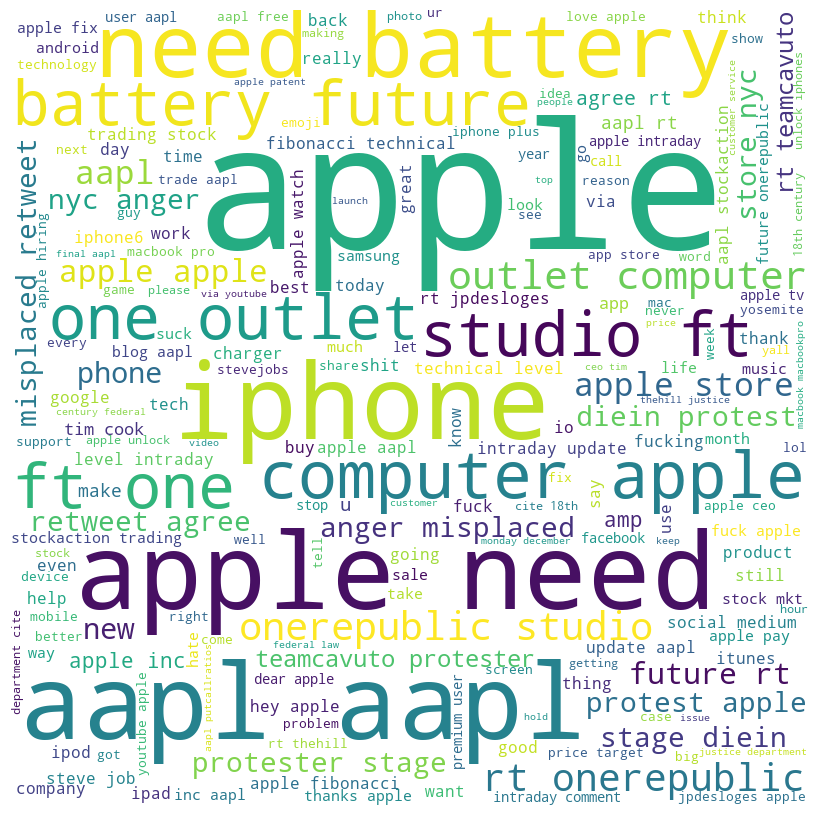 apple
iphone
apple need
aapl aapl
need battery
battery future
computer apple
one outlet
studio ft
ft one
outlet computer
onerepublic studio
rt onerepublic
apple store
nyc anger
aapl
apple apple
phone
misplaced retweet
store nyc
rt teamcavuto
diein protest
retweet agree
anger misplaced
new
future rt
protest apple
stage diein
teamcavuto protester
protester stage
user aapl
aapl free
photo
ur
love apple
think
apple fix
back
making
show
android
really
technology
apple patent
idea
people
agree rt
customer service
unlock iphones
trading stock
emoji
iphone plus
aapl rt
fibonacci technical
apple intraday
next
day
time
year
go
call
aapl stockaction
future onerepublic
trade aapl
great
best
apple watch
look
see
reason
via
18th century
guy
top
launch
word
apple hiring
iphone6
work
samsung
app store
final aapl
macbook pro
game
please
via youtube
today
rt jpdesloges
app
mac
never
apple tv
yosemite
price
every
suck
much
let
thank
week
music
yall
blog aapl
charger
stevejobs
share
shit
technical level
ceo tim
life
macbook macbookpro
google
century federal
tech
thehill justice
support
apple unlock
video
tim cook
know
io
fucking
month
lol
level intraday
buy
apple aapl
intraday update
make
stop
u
customer
fuck
cite 18th
fix
say
use
apple ceo
amp
stockaction trading
well
tell
going
monday december
facebook
keep
fuck apple
stock
even
product
device
sale
take
still
help
mobile
right
stock mkt
hour
department cite
better
hate
come
federal law
social medium
apple pay
way
apple inc
getting
update aapl
itunes
youtube apple
aapl putcallratios
dear apple
screen
hey apple
premium user
thing
hold
problem
case
issue
ipod
got
rt thehill
good
price target
big
justice department
steve job
company
ipad
inc aapl
apple fibonacci
thanks apple
want
intraday comment
jpdesloges apple